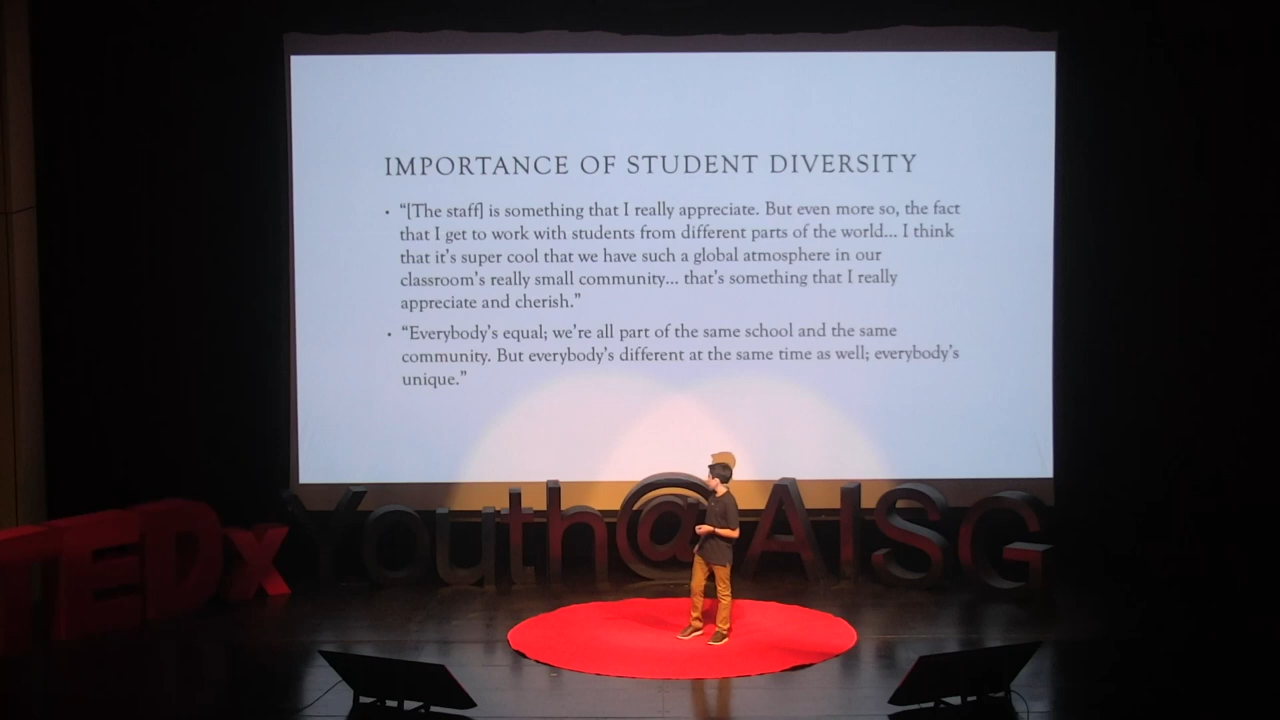 IMPORTANCE OF STUDENT DIVERSITY
• “[The staff] is something that I really appreciate. But even more so, the fact
that I get to work with students from different parts of the world... I think
that it’s super cool that we have such a global atmosphere in our
classroom’s really small community... that’s something that I really
appreciate and cherish.”
• “Everybody’s equal; we’re all part of the same school and the same
community. But everybody’s different at the same time as well; everybody’s
unique.”
TEDxYouth@AISG